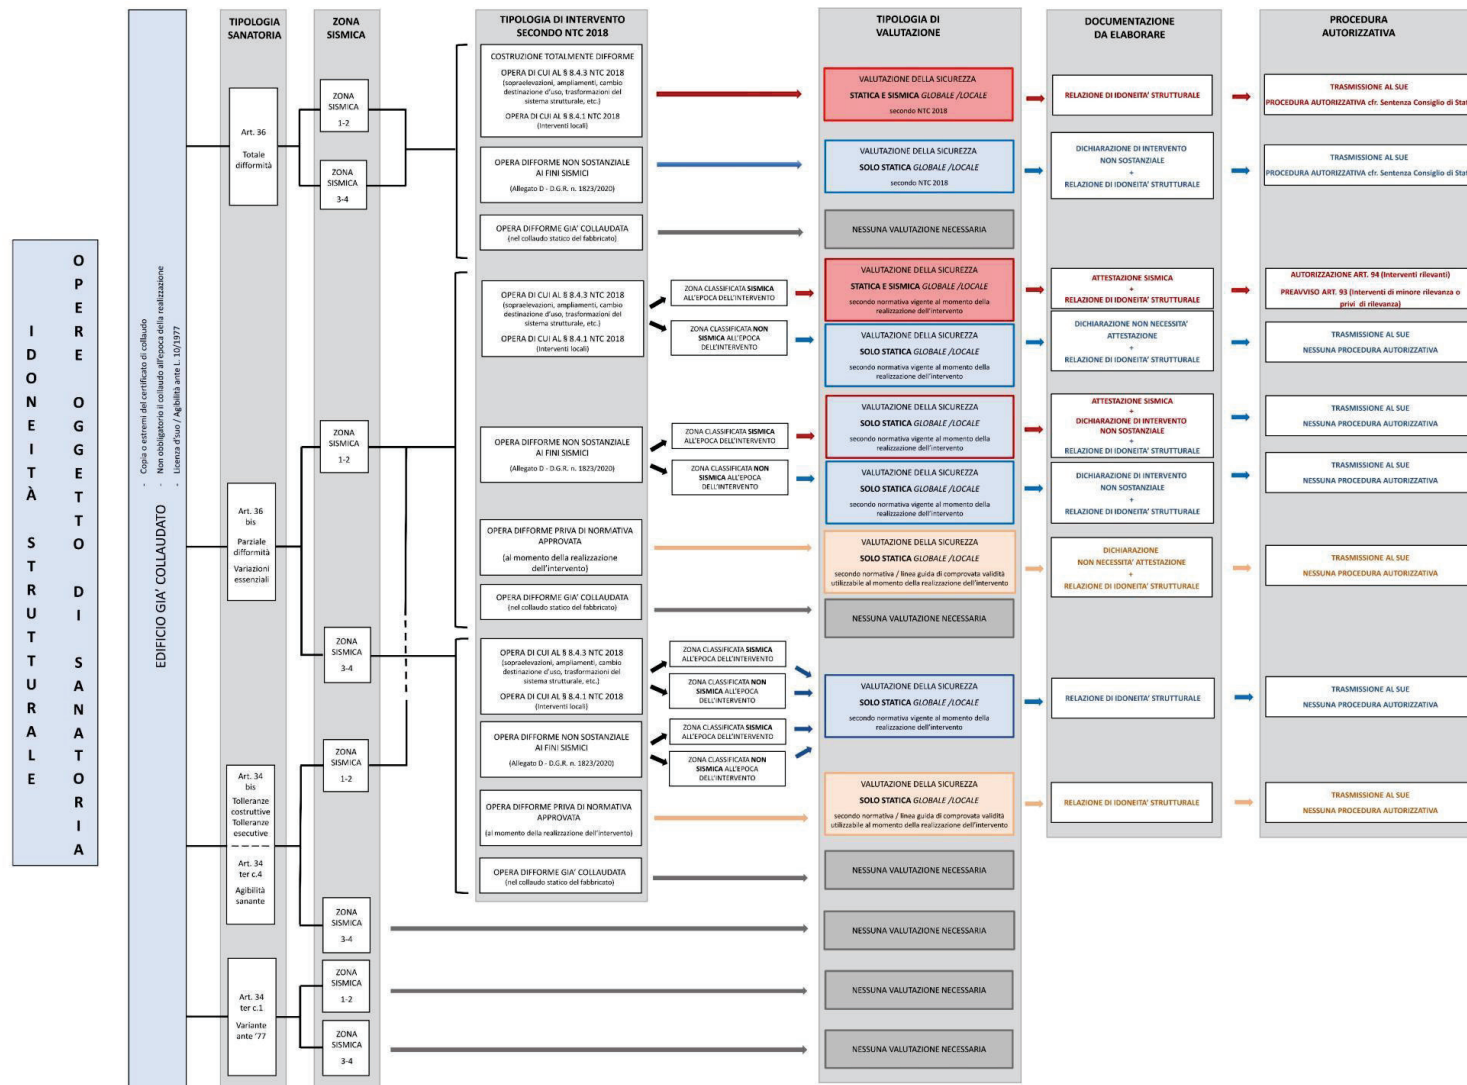 IDONEITÀ STRUTTURALE
OPERE OGGETTO DI SANATORIA
EDIFICIO GIA' COLLAUDATO
- Copia o estremi del certificato di collaudo
- Non obbligatorio il collaudo all'epoca della realizzazione
- Licenza d'suo / Agibilità ante L. 10/1977
TIPOLOGIA
SANATORIA
Art. 36
Totale
difformità
Art. 36
bis
Parziale
difformità
Variazioni
essenziali
Art. 34
bis
Tolleranze
costruttive
Tolleranze
esecutive
Art. 34
ter c.4
Agibilità
sanante
Art. 34
ter c.1
Variante
ante '77
ZONA
SISMICA
ZONA
SISMICA
1-2
ZONA
SISMICA
3-4
ZONA
SISMICA
1-2
ZONA
SISMICA
3-4
ZONA
SISMICA
1-2
ZONA
SISMICA
3-4
ZONA
SISMICA
1-2
ZONA
SISMICA
3-4
TIPOLOGIA DI INTERVENTO
SECONDO NTC 2018
COSTRUZIONE TOTALMENTE DIFFORME
OPERA DI CUI AL § 8.4.3 NTC 2018
(sopraelevazioni, ampliamenti, cambio
destinazione d'uso, trasformazioni del
sistema strutturale, etc.)
OPERA DI CUI AL § 8.4.1 NTC 2018
(Interventi locali)
OPERA DIFFORME NON SOSTANZIALE
AI FINI SISMICI
(Allegato D - D.G.R. n. 1823/2020)
OPERA DIFFORME GIA' COLLAUDATA
(nel collaudo statico del fabbricato)
OPERA DI CUI AL § 8.4.3 NTC 2018
(sopraelevazioni, ampliamenti, cambio
destinazione d'uso, trasformazioni del
sistema strutturale, etc.)
OPERA DI CUI AL § 8.4.1 NTC 2018
(Interventi locali)
ZONA CLASSIFICATA SISMICA
ALL'EPOCA DELL'INTERVENTO
ZONA CLASSIFICATA NON
SISMICA ALL'EPOCA
DELL'INTERVENTO
OPERA DIFFORME NON SOSTANZIALE
AI FINI SISMICI
(Allegato D - D.G.R. n. 1823/2020)
ZONA CLASSIFICATA SISMICA
ALL'EPOCA DELL'INTERVENTO
ZONA CLASSIFICATA NON
SISMICA ALL'EPOCA
DELL'INTERVENTO
OPERA DIFFORME PRIVA DI NORMATIVA
APPROVATA
(al momento della realizzazione
dell'intervento)
OPERA DIFFORME GIA' COLLAUDATA
(nel collaudo statico del fabbricato)
OPERA DI CUI AL § 8.4.3 NTC 2018
(sopraelevazioni, ampliamenti, cambio
destinazione d'uso, trasformazioni del
sistema strutturale, etc.)
OPERA DI CUI AL § 8.4.1 NTC 2018
(Interventi locali)
ZONA CLASSIFICATA SISMICA
ALL'EPOCA DELL'INTERVENTO
ZONA CLASSIFICATA NON
SISMICA ALL'EPOCA
DELL'INTERVENTO
OPERA DIFFORME NON SOSTANZIALE
AI FINI SISMICI
(Allegato D - D.G.R. n. 1823/2020)
ZONA CLASSIFICATA SISMICA
ALL'EPOCA DELL'INTERVENTO
ZONA CLASSIFICATA NON
SISMICA ALL'EPOCA
DELL'INTERVENTO
OPERA DIFFORME PRIVA DI NORMATIVA
APPROVATA
(al momento della realizzazione dell'intervento)
OPERA DIFFORME GIA' COLLAUDATA
(nel collaudo statico del fabbricato)
TIPOLOGIA DI
VALUTAZIONE
VALUTAZIONE DELLA SICUREZZA
STATICA E SISMICA GLOBALE /LOCALE
secondo NTC 2018
VALUTAZIONE DELLA SICUREZZA
SOLO STATICA GLOBALE /LOCALE
secondo NTC 2018
NESSUNA VALUTAZIONE NECESSARIA
VALUTAZIONE DELLA SICUREZZA
STATICA E SISMICA GLOBALE /LOCALE
secondo normativa vigente al momento della
realizzazione dell'intervento
VALUTAZIONE DELLA SICUREZZA
SOLO STATICA GLOBALE /LOCALE
secondo normativa vigente al momento della
realizzazione dell'intervento
VALUTAZIONE DELLA SICUREZZA
SOLO STATICA GLOBALE /LOCALE
secondo normativa vigente al momento della
realizzazione dell'intervento
VALUTAZIONE DELLA SICUREZZA
SOLO STATICA GLOBALE /LOCALE
secondo normativa vigente al momento della
realizzazione dell'intervento
VALUTAZIONE DELLA SICUREZZA
SOLO STATICA GLOBALE /LOCALE
secondo normativa / linea guida di comprovata validità
utilizzabile al momento della realizzazione dell'intervento
NESSUNA VALUTAZIONE NECESSARIA
VALUTAZIONE DELLA SICUREZZA
SOLO STATICA GLOBALE /LOCALE
secondo normativa vigente al momento della
realizzazione dell'intervento
VALUTAZIONE DELLA SICUREZZA
SOLO STATICA GLOBALE /LOCALE
secondo normativa / linea guida di comprovata validità
utilizzabile al momento della realizzazione dell'intervento
NESSUNA VALUTAZIONE NECESSARIA
NESSUNA VALUTAZIONE NECESSARIA
NESSUNA VALUTAZIONE NECESSARIA
NESSUNA VALUTAZIONE NECESSARIA
DOCUMENTAZIONE
DA ELABORARE
RELAZIONE DI IDONEITA' STRUTTURALE
DICHIARAZIONE DI INTERVENTO
NON SOSTANZIALE
+
RELAZIONE DI IDONEITA' STRUTTURALE
ATTESTAZIONE SISMICA
+
RELAZIONE DI IDONEITA' STRUTTURALE
DICHIARAZIONE NON NECESSITA'
ATTESTAZIONE
+
RELAZIONE DI IDONEITA' STRUTTURALE
ATTESTAZIONE SISMICA
+
DICHIARAZIONE DI INTERVENTO
NON SOSTANZIALE
+
RELAZIONE DI IDONEITA' STRUTTURALE
DICHIARAZIONE DI INTERVENTO
NON SOSTANZIALE
+
RELAZIONE DI IDONEITA' STRUTTURALE
DICHIARAZIONE
NON NECESSITÀ ATTESTAZIONE
+
RELAZIONE DI IDONEITA' STRUTTURALE
RELAZIONE DI IDONEITA' STRUTTURALE
RELAZIONE DI IDONEITA' STRUTTURALE
PROCEDURA
AUTORIZZATIVA
TRASMISSIONE AL SUE
PROCEDURA AUTORIZZATIVA cfr. Sentenza Consiglio di Stat
TRASMISSIONE AL SUE
PROCEDURA AUTORIZZATIVA cfr. Sentenza Consiglio di Stat
AUTORIZZAZIONE ART. 94 (Interventi rilevanti)
PREAVVISO ART. 93 (Interventi di minore rilevanza o
privi di rilevanza)
TRASMISSIONE AL SUE
NESSUNA PROCEDURA AUTORIZZATIVA
TRASMISSIONE AL SUE
NESSUNA PROCEDURA AUTORIZZATIVA
TRASMISSIONE AL SUE
NESSUNA PROCEDURA AUTORIZZATIVA
TRASMISSIONE AL SUE
NESSUNA PROCEDURA AUTORIZZATIVA
TRASMISSIONE AL SUE
NESSUNA PROCEDURA AUTORIZZATIVA
TRASMISSIONE AL SUE
NESSUNA PROCEDURA AUTORIZZATIVA